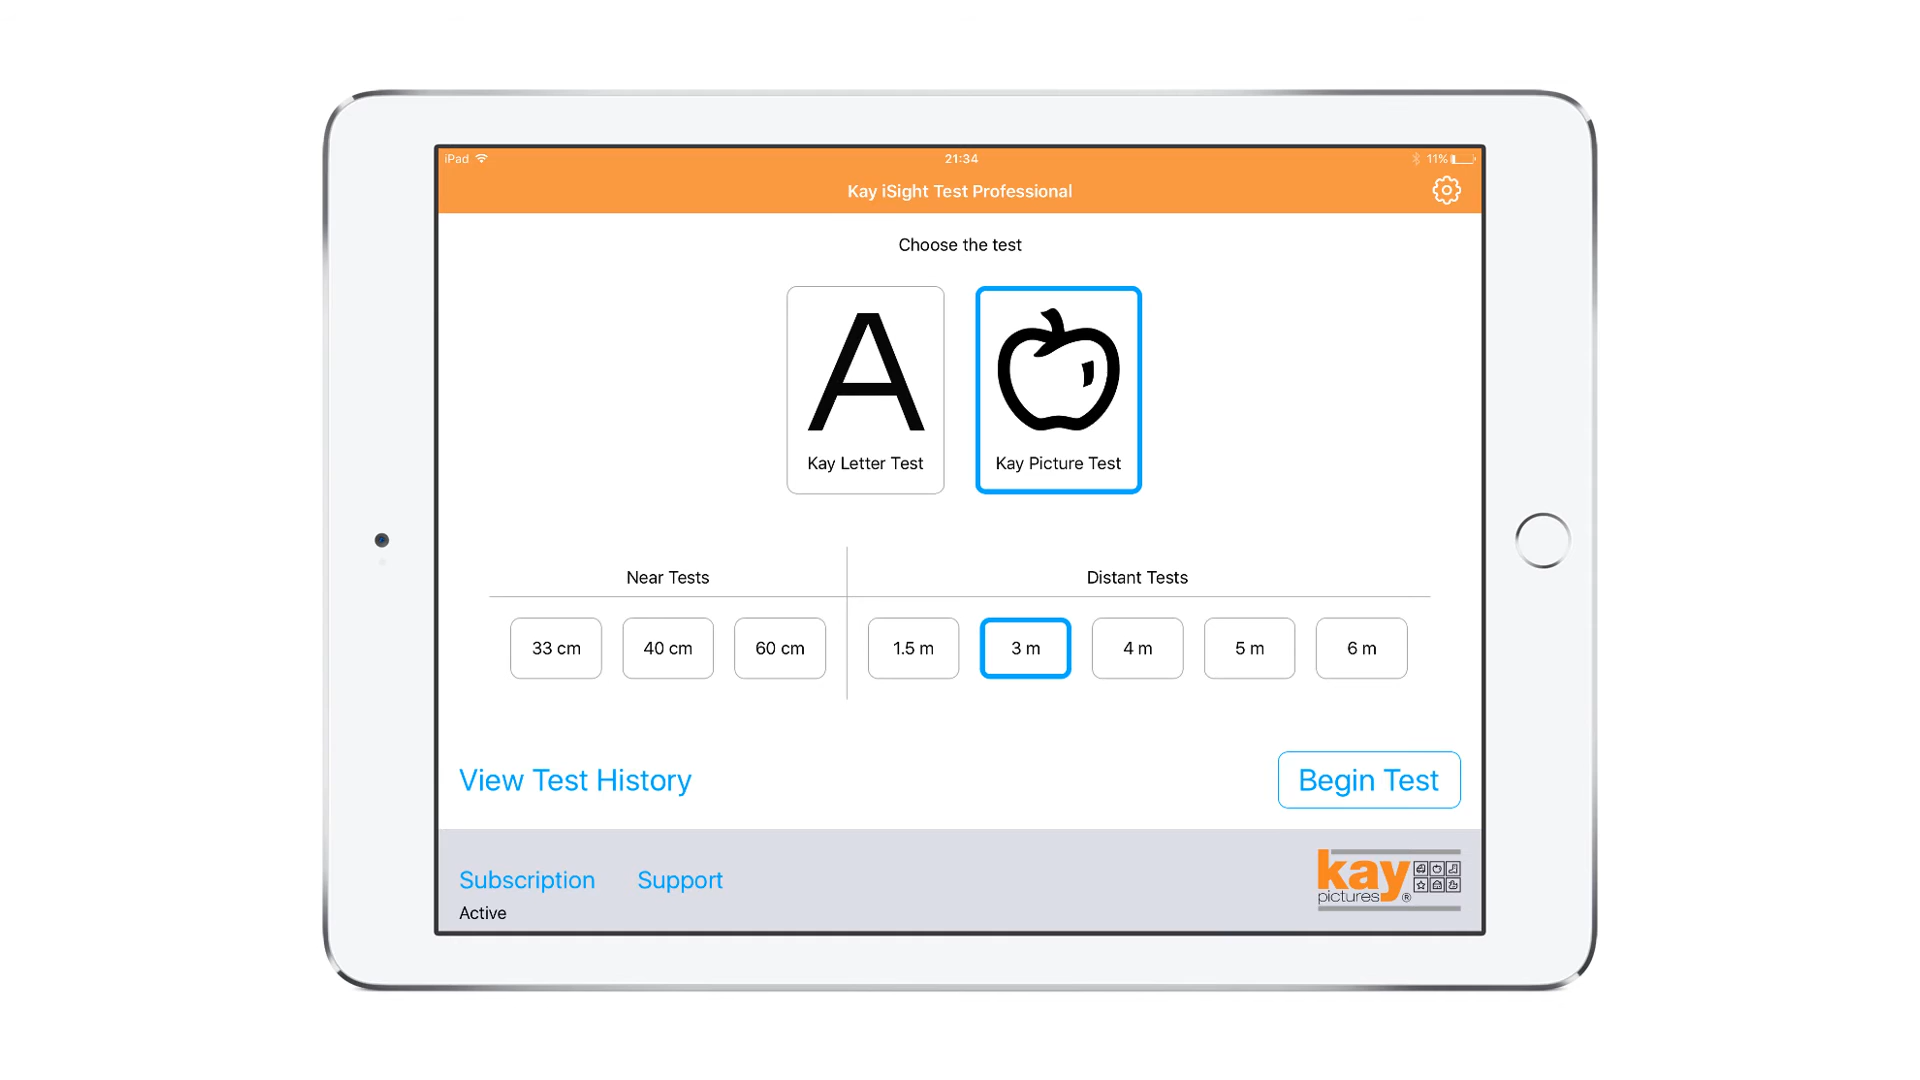 iPad 21:34 11%
Kay iSight Test Professional
Choose the test
A
Kay Letter Test
Kay Picture Test
Near Tests
33 cm 40 cm 60 cm
Distant Tests
1.5 m 3 m 4 m 5 m 6 m
View Test History
Begin Test
Subscription Support
Active
kay
pictures®